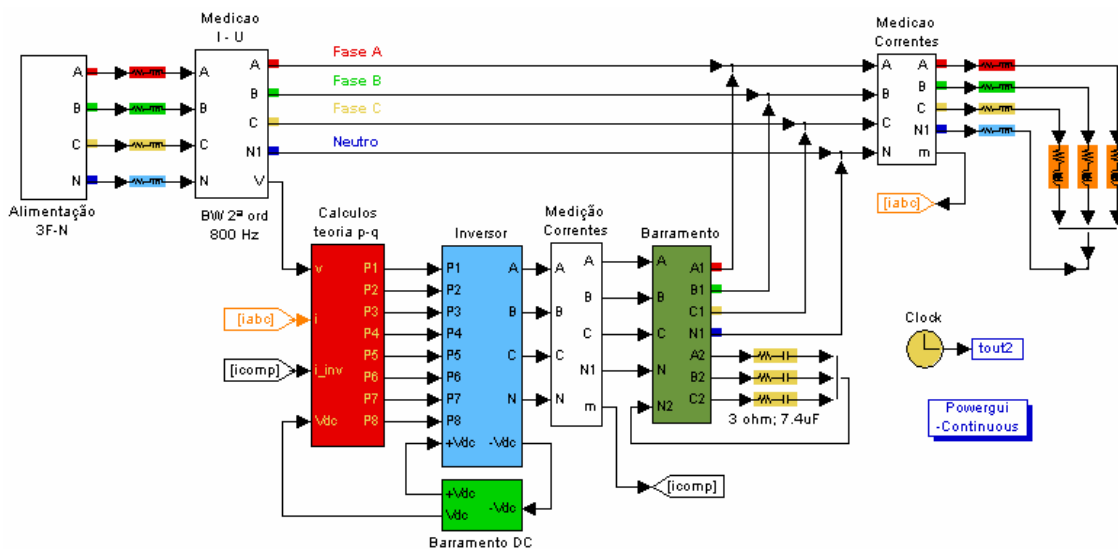 Medicao
I - U
Medicao
Correntes
A
B
C
N
A
B
C
N
A
B
C
N1
V
Fase A
Fase B
Fase C
Neutro
A
B
C
N
A
B
C
N1
m
[iabc]
Alimentação
3F-N
BW 2ª ord
800 Hz
Calculos
teoria p-q
Inversor
Medição
Correntes
Barramento
v
i
i_inv
Vdc
P1
P2
P3
P4
P5
P6
P7
P8
P1
P2
P3
P4
P5
P6
P7
P8
+Vdc
-Vdc
A
B
C
N
A
B
C
N
A
B
C
N1
m
A
B
C
N
N2
A1
B1
C1
N1
A2
B2
C2
[iabc]
[icomp]
3 ohm; 7.4uF
[icomp]
Clock
tout2
Powergui
-Continuous
+Vdc
Vdc
-Vdc
Barramento DC